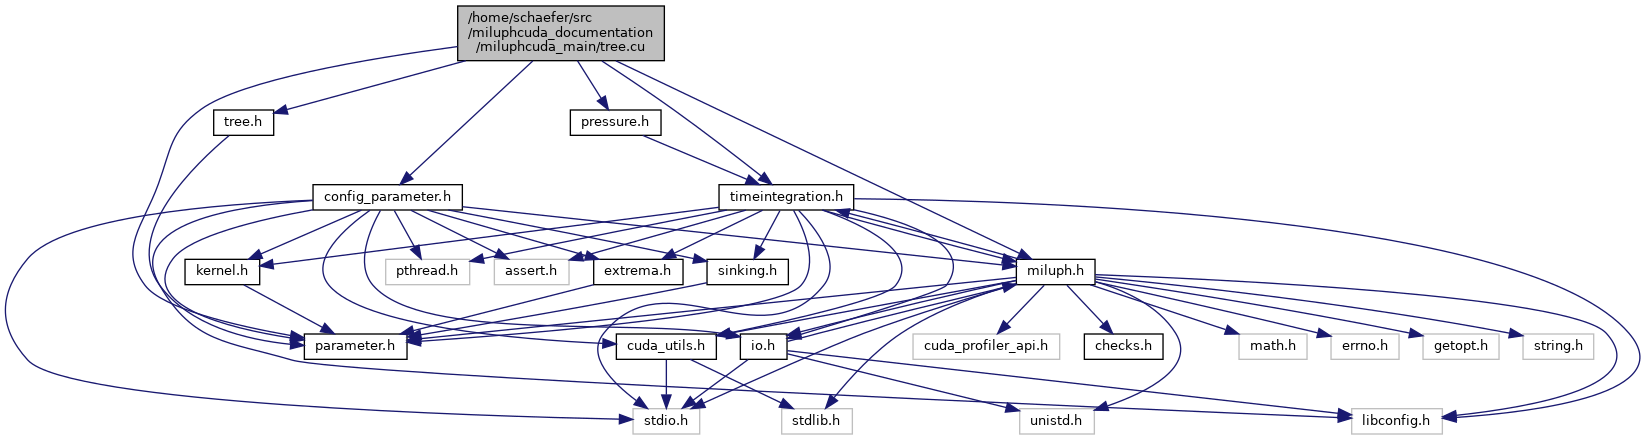 /home/schaefer/src
/miluphcuda_documentation
/miluphcuda_main/tree.cu
tree.h
pressure.h
config_parameter.h
timeintegration.h
kernel.h
pthread.h
assert.h
extrema.h
sinking.h
miluph.h
parameter.h
cuda_utils.h
io.h
cuda_profiler_api.h
checks.h
math.h
errno.h
getopt.h
string.h
stdio.h
stdlib.h
unistd.h
libconfig.h